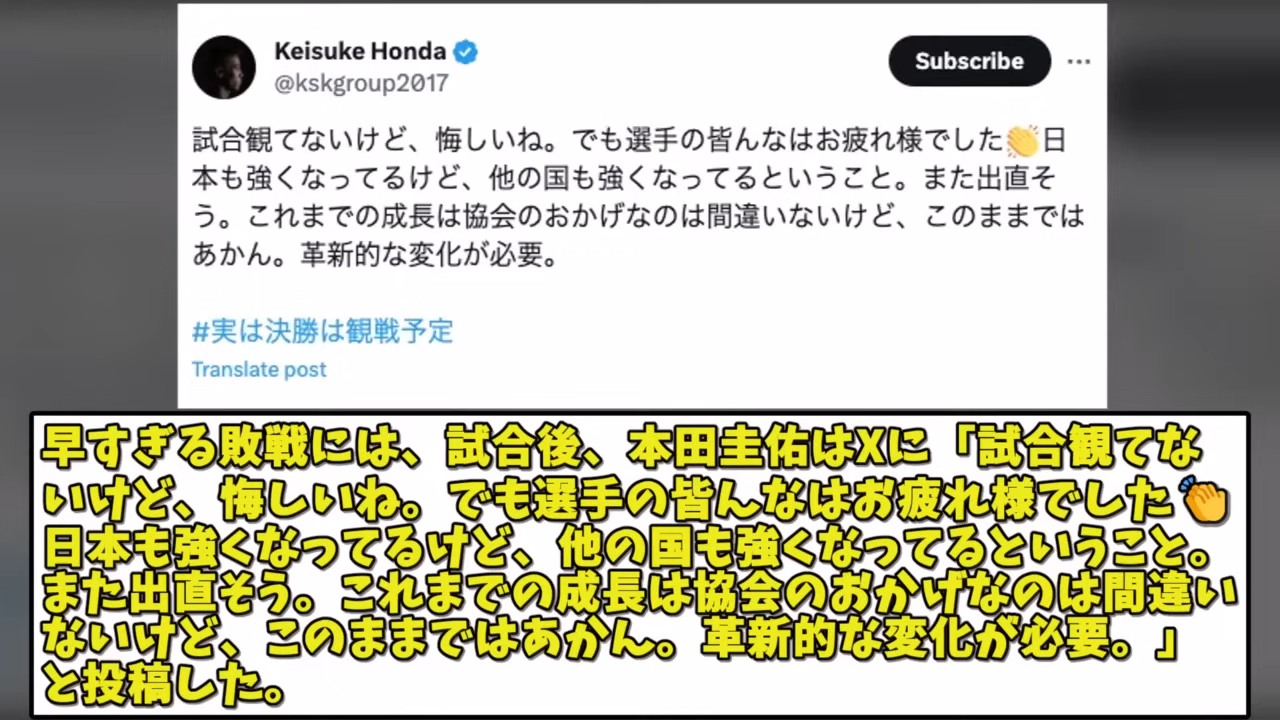 Keisuke Honda
@kskgroup2017
Subscribe
試合観てないけど、悔しいね。でも選手の皆んなはお疲れ様でした👏日
本も強くなってるけど、他の国も強くなってるということ。また出直そ
う。これまでの成長は協会のおかげなのは間違いないけど、このままでは
あかん。革新的な変化が必要。
#実は決勝は観戦予定
Translate post
早すぎる敗戦には、試合後、本田圭佑はXに「試合観てな
いけど、悔しいね。でも選手の皆んなはお疲れ様でした👏
日本も強くなってるけど、他の国も強くなってるということ。
また出直そう。これまでの成長は協会のおかげなのは間違い
ないけど、このままではあかん。革新的な変化が必要。」
と投稿した。